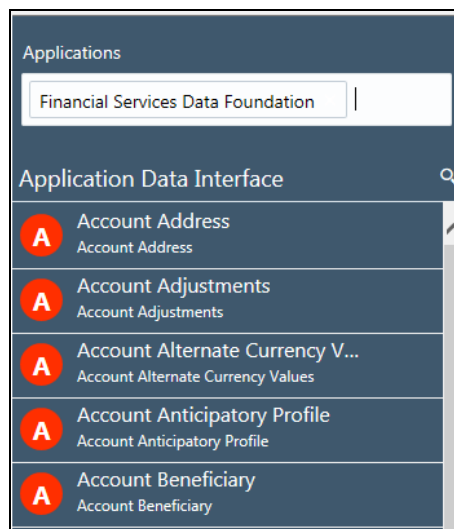 Applications
Financial Services Data Foundation
Application Data Interface
A
Account Address
Account Address
A
Account Adjustments
Account Adjustments
A
Account Alternate Currency V...
Account Alternate Currency Values
A
Account Anticipatory Profile
Account Anticipatory Profile
A
Account Beneficiary
Account Beneficiary